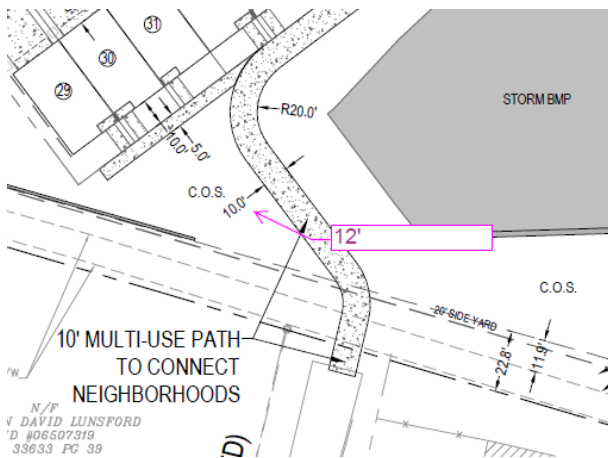 31
30
29
STORM BMP
R20.0'
5.0'
10.0'
C.O.S.
10.0'
12'
C.O.S.
20' SIDE YARD
10' MULTI-USE PATH
TO CONNECT
NEIGHBORHOODS
22.8'
11.9'
/W
N/F
N DAVID LUNSFORD
D #06507319
33633 PG 39
ED)